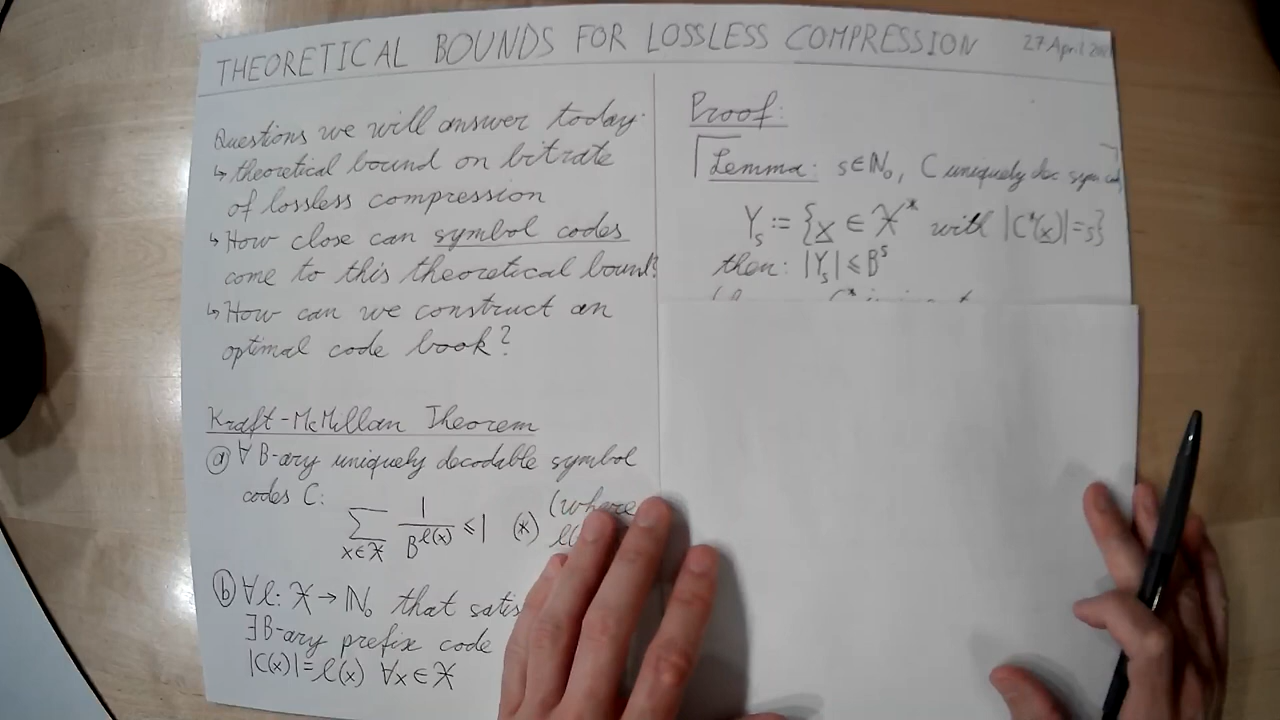 THEORETICAL BOUNDS FOR LOSSLESS COMPRESSION
27 April
Questions we will answer today:
↳ theoretical bound on bitrate
of lossless compression
↳ How close can symbol codes
come to this theoretical bound?
↳ How can we construct an
optimal code book?
Kraft-McMillan Theorem
ⓐ ∀ B-ary uniquely decodable symbol
codes C:
∑_{x∈𝒳} 1/B^{ℓ(x)} ≤ 1 (*) (where
ⓑ ∀ℓ: 𝒳 → ℕ₀ that
∃ B-ary prefix code
|C(x)| = ℓ(x) ∀x∈𝒳
Proof:
Lemma: s∈ℕ₀, C uniquely dec
Y_s := {x ∈ 𝒳* with |C*(x)|=s}
then: |Y_s| ≤ B^s